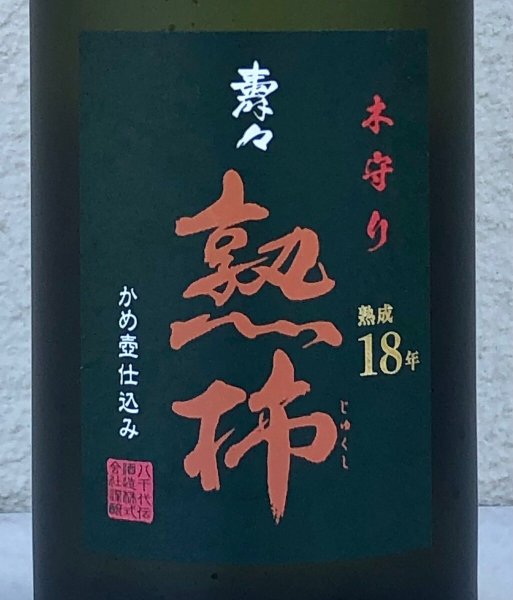 木守り
熟成
18年
熟柿
じゅくし
壽々
かめ壺仕込み
八千代伝
酒造株式
会社謹醸